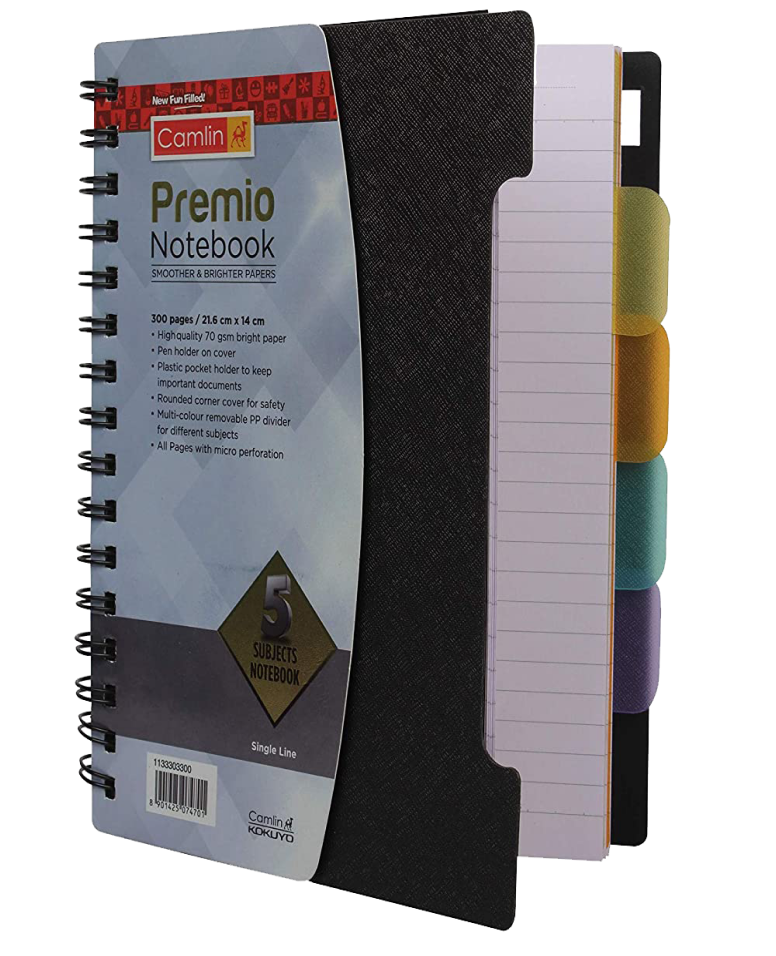 New Fun Filled!
Camlin
Premio
Notebook
SMOOTHER & BRIGHTER PAPERS
300 pages / 21.6 cm x 14 cm
• High quality 70 gsm bright paper
• Pen holder on cover
• Plastic pocket holder to keep
important documents
• Rounded corner cover for safety
• Multi-colour removable PP divider
for different subjects
• All Pages with micro perforation
5
SUBJECTS
NOTEBOOK
Single Line
1133303300
8 901425 074701
Camlin
KOKUYO